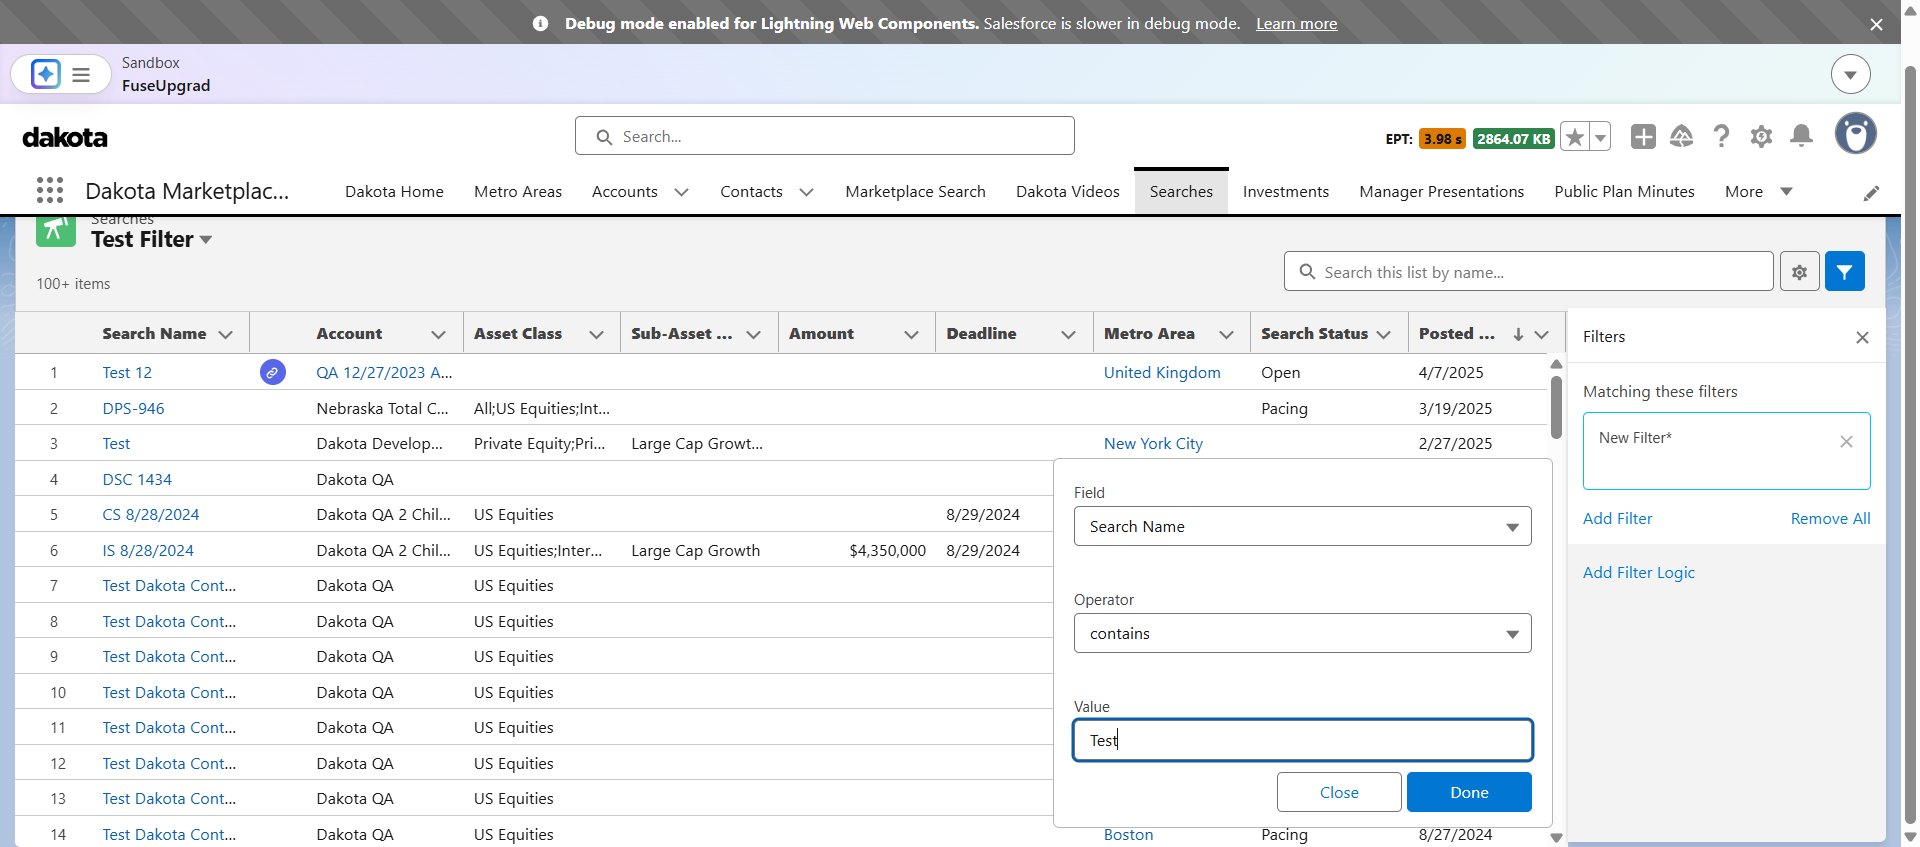 Debug mode enabled for Lightning Web Components. Salesforce is slower in debug mode. Learn more
Sandbox
FuseUpgrad
dakota
Search...
EPT: 3.98 s 2864.07 KB
Dakota Marketplac...
Dakota Home
Metro Areas
Accounts
Contacts
Marketplace Search
Dakota Videos
Searches
Investments
Manager Presentations
Public Plan Minutes
More
Searches
Test Filter
100+ items
Search this list by name...
Search Name Account Asset Class Sub-Asset ... Amount Deadline Metro Area Search Status Posted ...
1 Test 12 QA 12/27/2023 A... United Kingdom Open 4/7/2025
2 DPS-946 Nebraska Total C... All;US Equities;Int... Pacing 3/19/2025
3 Test Dakota Develop... Private Equity;Pri... Large Cap Growt... New York City 2/27/2025
4 DSC 1434 Dakota QA
5 CS 8/28/2024 Dakota QA 2 Chil... US Equities 8/29/2024
6 IS 8/28/2024 Dakota QA 2 Chil... US Equities;Inter... Large Cap Growth $4,350,000 8/29/2024
7 Test Dakota Cont... Dakota QA US Equities
8 Test Dakota Cont... Dakota QA US Equities
9 Test Dakota Cont... Dakota QA US Equities
10 Test Dakota Cont... Dakota QA US Equities
11 Test Dakota Cont... Dakota QA US Equities
12 Test Dakota Cont... Dakota QA US Equities
13 Test Dakota Cont... Dakota QA US Equities
14 Test Dakota Cont... Dakota QA US Equities Boston Pacing 8/27/2024
Field
Search Name
Operator
contains
Value
Test
Close
Done
Filters
Matching these filters
New Filter*
Add Filter
Remove All
Add Filter Logic